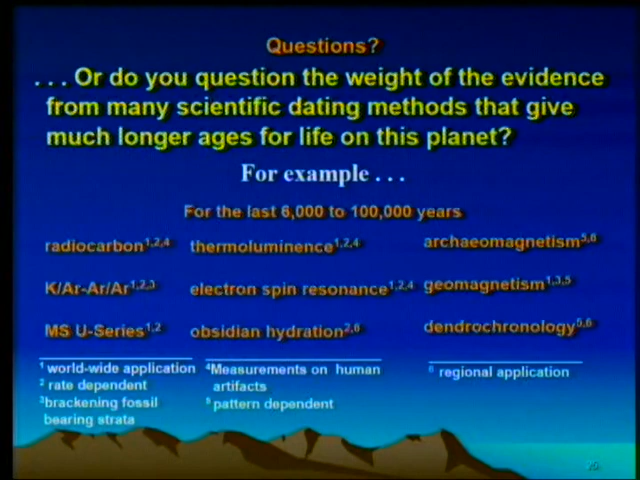 Questions?
. . . Or do you question the weight of the evidence
from many scientific dating methods that give
much longer ages for life on this planet?
For example . . .
For the last 6,000 to 100,000 years
radiocarbon1,2,4 thermoluminence1,2,4 archaeomagnetism5,6
K/Ar-Ar/Ar1,2,3 electron spin resonance1,2,4 geomagnetism1,3,5
MS U-Series1,2 obsidian hydration2,6 dendrochronology5,6
1 world-wide application
2 rate dependent
3brackening fossil
bearing strata
4Measurements on human
artifacts
5 pattern dependent
6 regional application